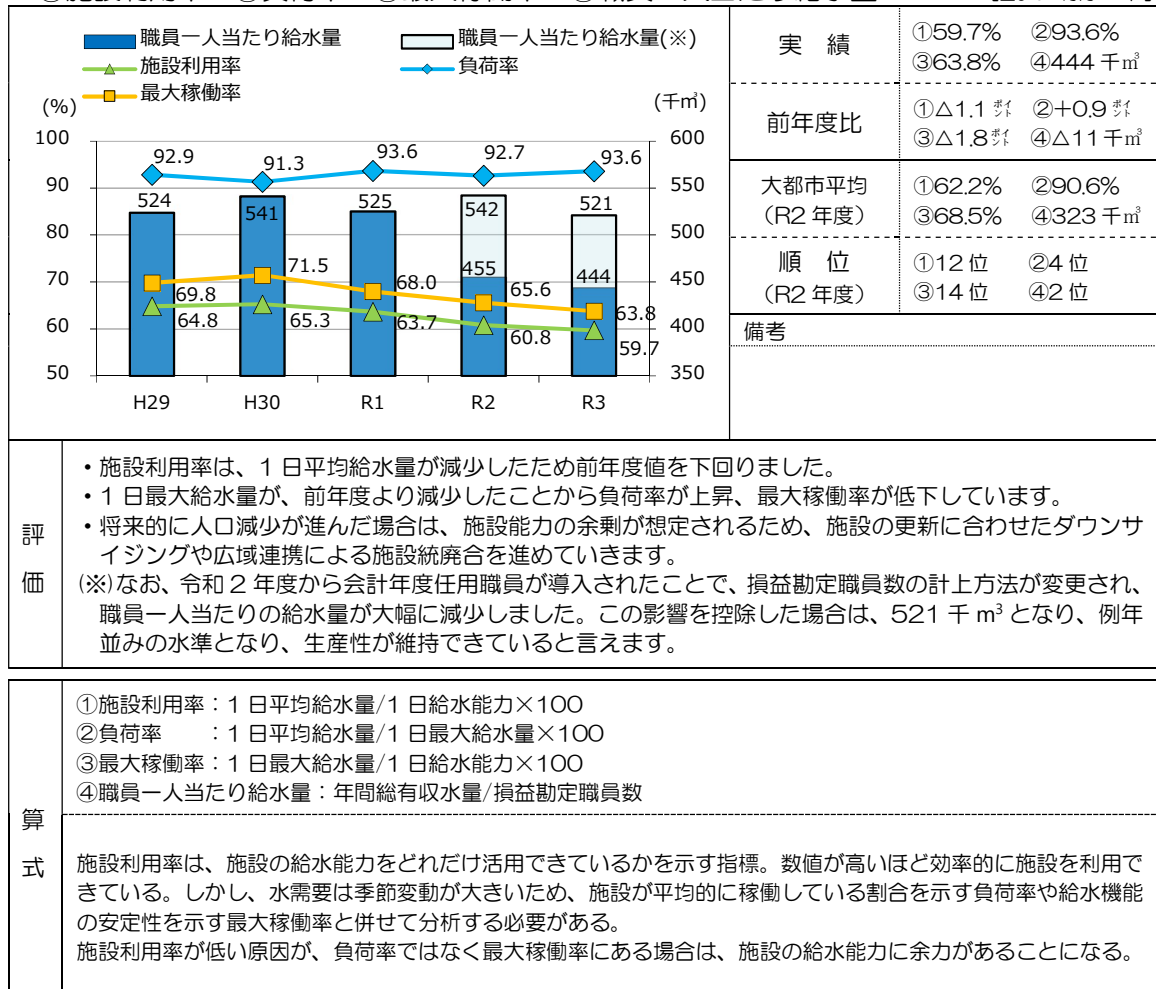 職員一人当たり給水量
職員一人当たり給水量(※)
施設利用率
負荷率
最大稼働率
(%)
(千㎥)
100
90
80
70
60
50
600
550
500
450
400
350
92.9
91.3
93.6
92.7
93.6
524
541
525
542
521
455
444
69.8
71.5
68.0
65.6
63.8
64.8
65.3
63.7
60.8
59.7
H29
H30
R1
R2
R3
実 績
①59.7% ②93.6%
③63.8% ④444 千㎥
前年度比
①△1.1 ポイント ②+0.9 ポイント
③△1.8ポイント ④△11 千㎥
大都市平均
(R2 年度)
①62.2% ②90.6%
③68.5% ④323 千㎥
順 位
(R2 年度)
①12 位 ②4 位
③14 位 ④2 位
備考
評
価
・施設利用率は、1 日平均給水量が減少したため前年度値を下回りました。
・1 日最大給水量が、前年度より減少したことから負荷率が上昇、最大稼働率が低下しています。
・将来的に人口減少が進んだ場合は、施設能力の余剰が想定されるため、施設の更新に合わせたダウンサ
イジングや広域連携による施設統廃合を進めていきます。
(※)なお、令和 2 年度から会計年度任用職員が導入されたことで、損益勘定職員数の計上方法が変更され、
職員一人当たりの給水量が大幅に減少しました。この影響を控除した場合は、521 千 m³ となり、例年
並みの水準となり、生産性が維持できていると言えます。
算
式
①施設利用率：1 日平均給水量/1 日給水能力×100
②負荷率 ：1 日平均給水量/1 日最大給水量×100
③最大稼働率：1 日最大給水量/1 日給水能力×100
④職員一人当たり給水量：年間総有収水量/損益勘定職員数
施設利用率は、施設の給水能力をどれだけ活用できているかを示す指標。数値が高いほど効率的に施設を利用で
きている。しかし、水需要は季節変動が大きいため、施設が平均的に稼働している割合を示す負荷率や給水機能
の安定性を示す最大稼働率と併せて分析する必要がある。
施設利用率が低い原因が、負荷率ではなく最大稼働率にある場合は、施設の給水能力に余力があることになる。